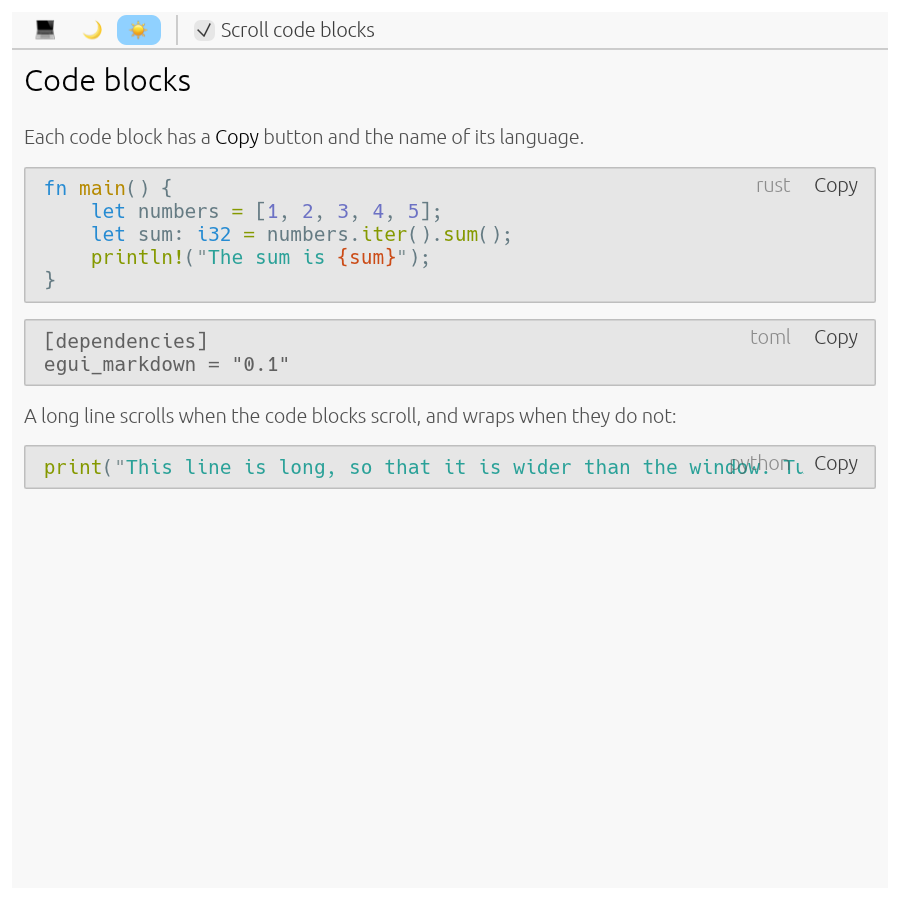 Scroll code blocks
Code blocks
Each code block has a Copy button and the name of its language.
rust Copy
fn main() {
    let numbers = [1, 2, 3, 4, 5];
    let sum: i32 = numbers.iter().sum();
    println!("The sum is {sum}");
}
toml Copy
[dependencies]
egui_markdown = "0.1"
A long line scrolls when the code blocks scroll, and wraps when they do not:
python Copy
print("This line is long, so that it is wider than the window.